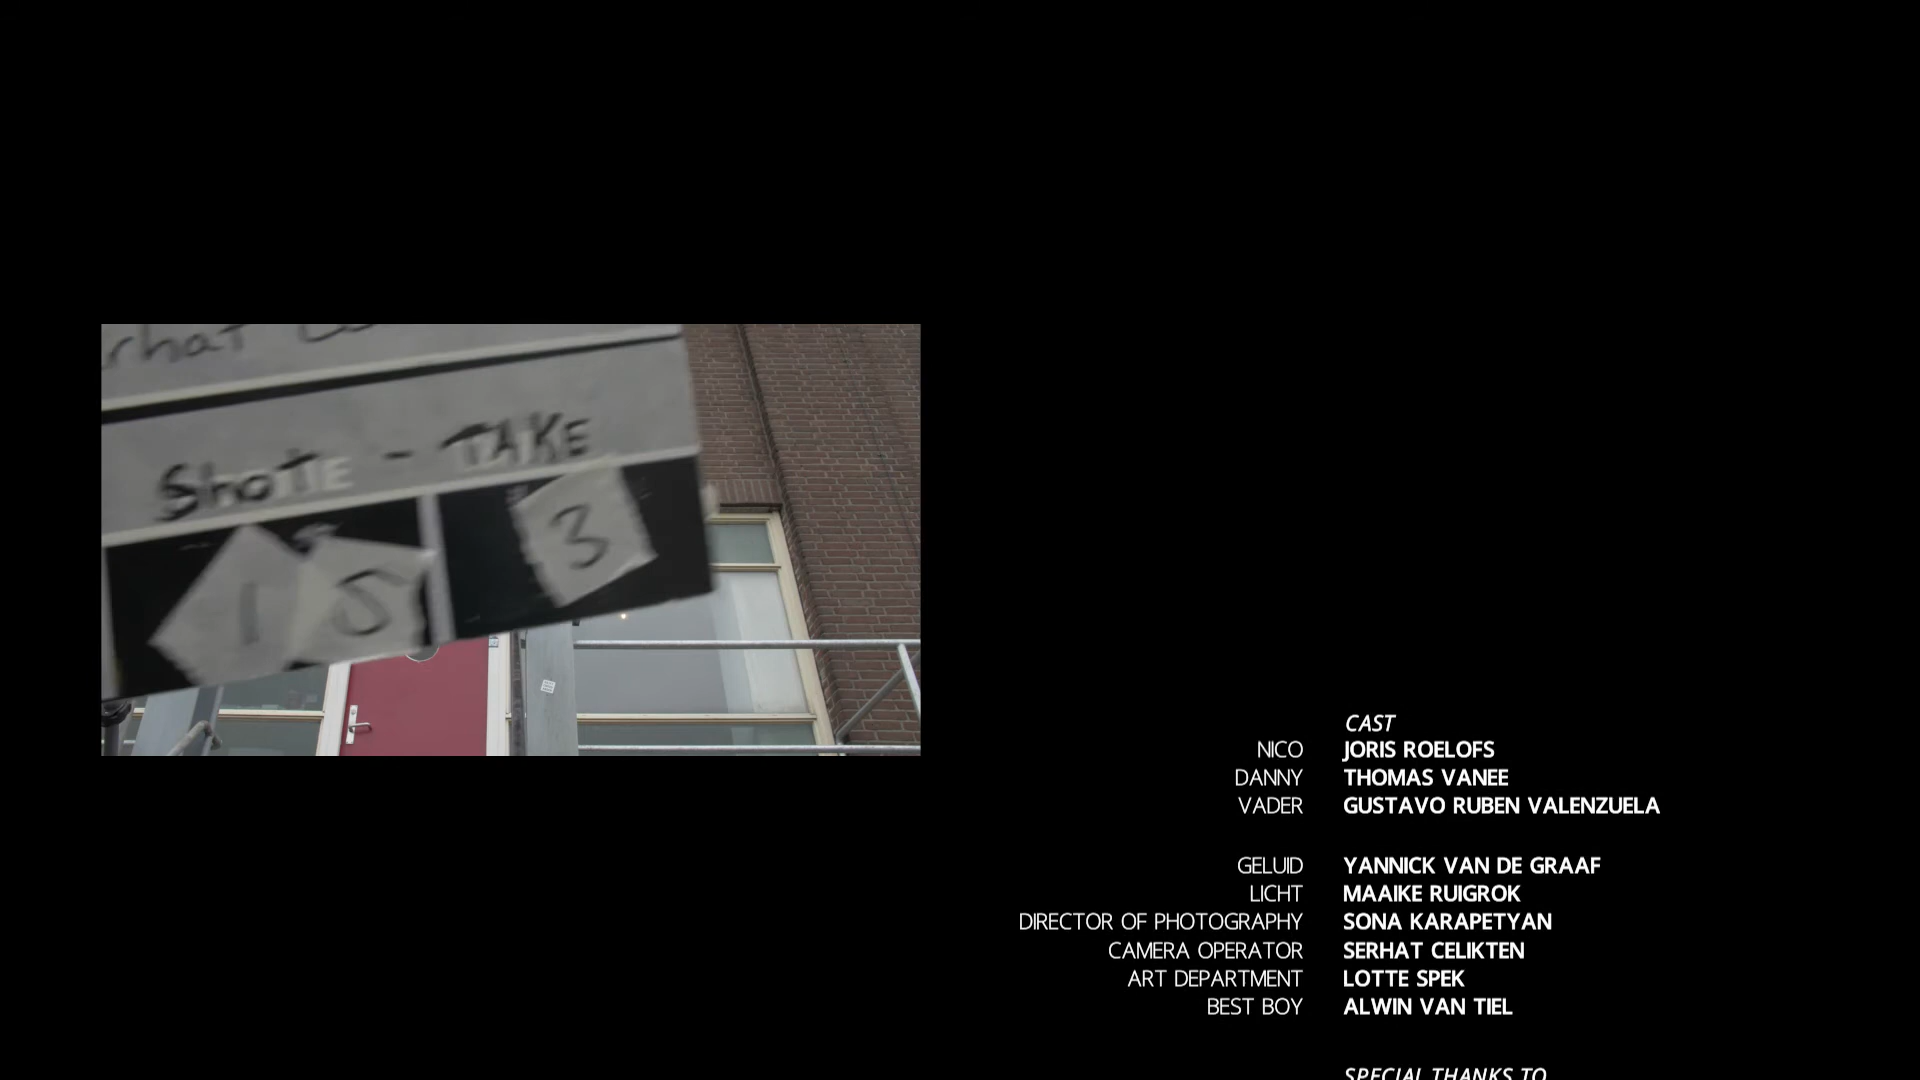 Shot - TAKE
15 3
CAST
NICO JORIS ROELOFS
DANNY THOMAS VANEE
VADER GUSTAVO RUBEN VALENZUELA
GELUID YANNICK VAN DE GRAAF
LICHT MAAIKE RUIGROK
DIRECTOR OF PHOTOGRAPHY SONA KARAPETYAN
CAMERA OPERATOR SERHAT CELIKTEN
ART DEPARTMENT LOTTE SPEK
BEST BOY ALWIN VAN TIEL
SPECIAL THANKS TO